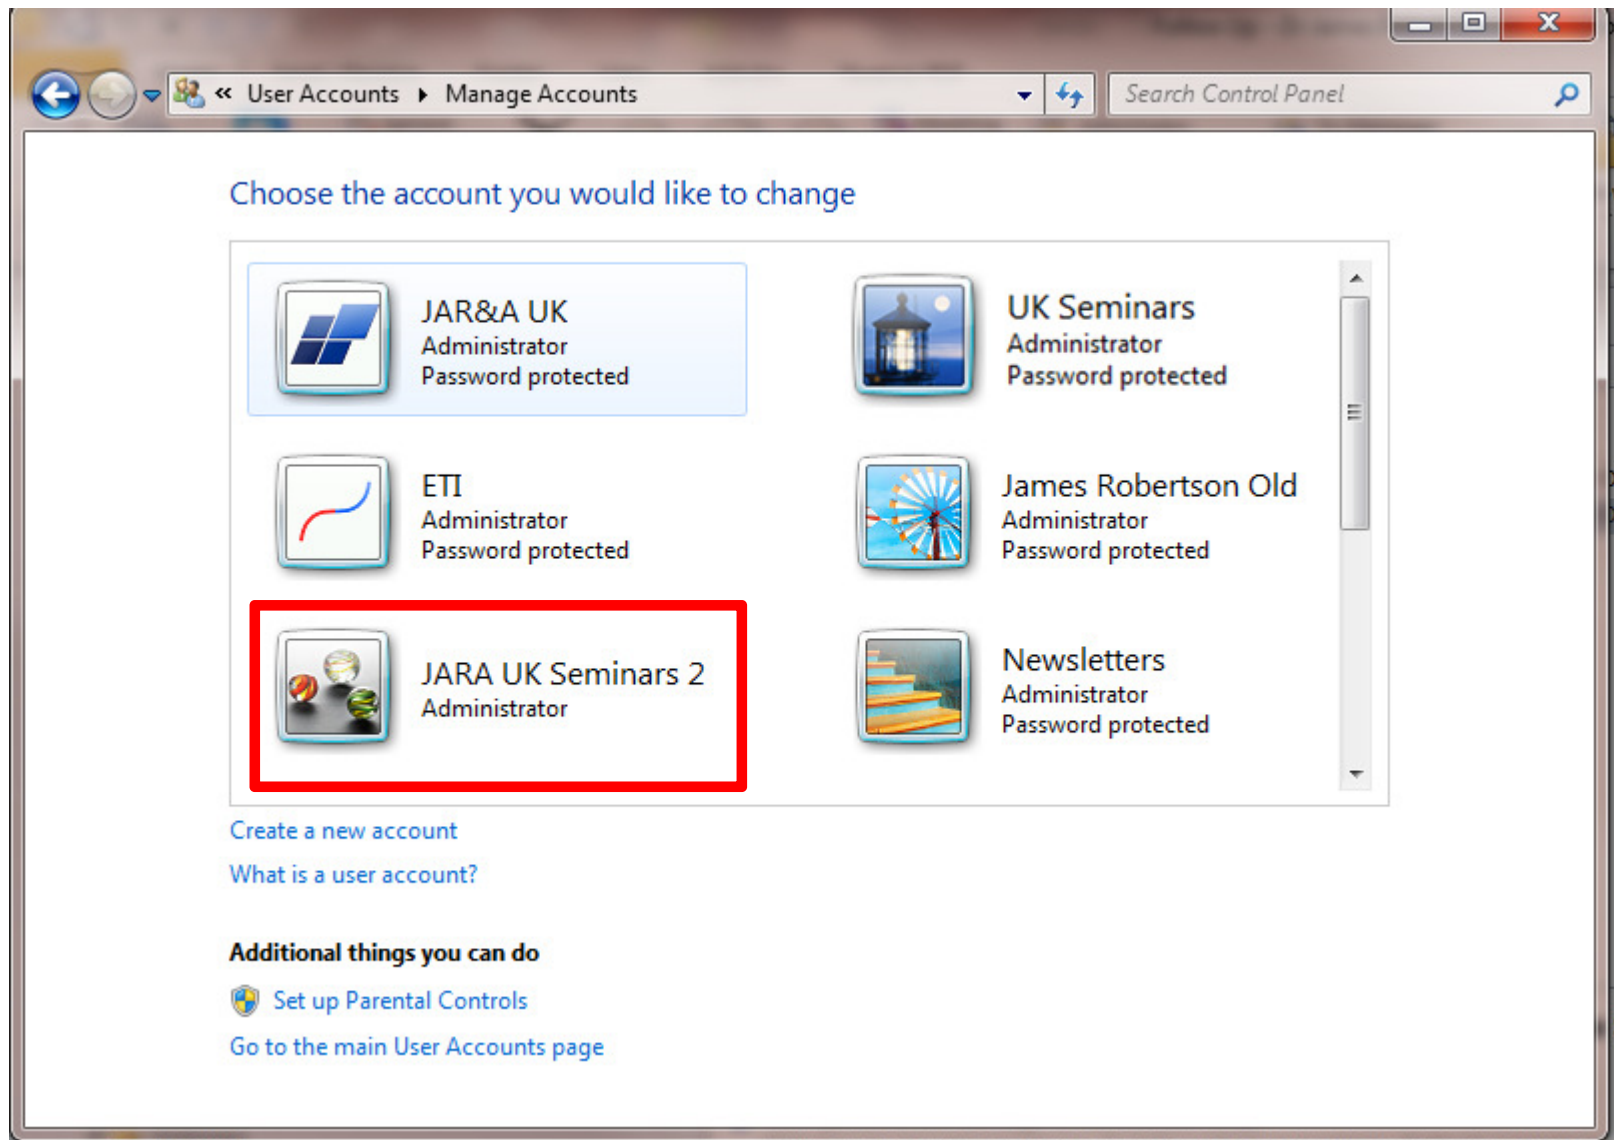 « User Accounts ▸ Manage Accounts
Search Control Panel
Choose the account you would like to change
JAR&A UK
Administrator
Password protected
UK Seminars
Administrator
Password protected
ETI
Administrator
Password protected
James Robertson Old
Administrator
Password protected
JARA UK Seminars 2
Administrator
Newsletters
Administrator
Password protected
Create a new account
What is a user account?
Additional things you can do
Set up Parental Controls
Go to the main User Accounts page